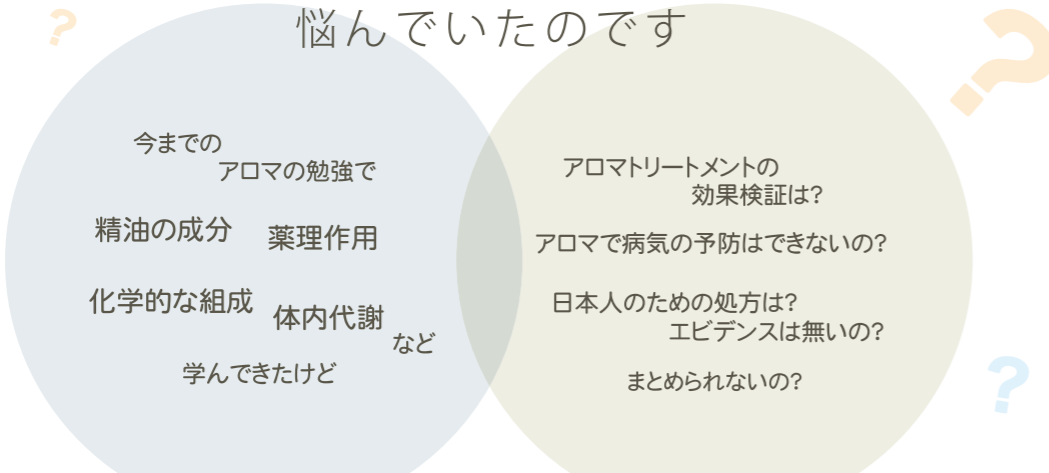 悩んでいたのです
今までの
アロマの勉強で
精油の成分
薬理作用
化学的な組成
体内代謝
など
学んできたけど
アロマトリートメントの
効果検証は?
アロマで病気の予防はできないの?
日本人のための処方は?
エビデンスは無いの?
まとめられないの?
?
?
?